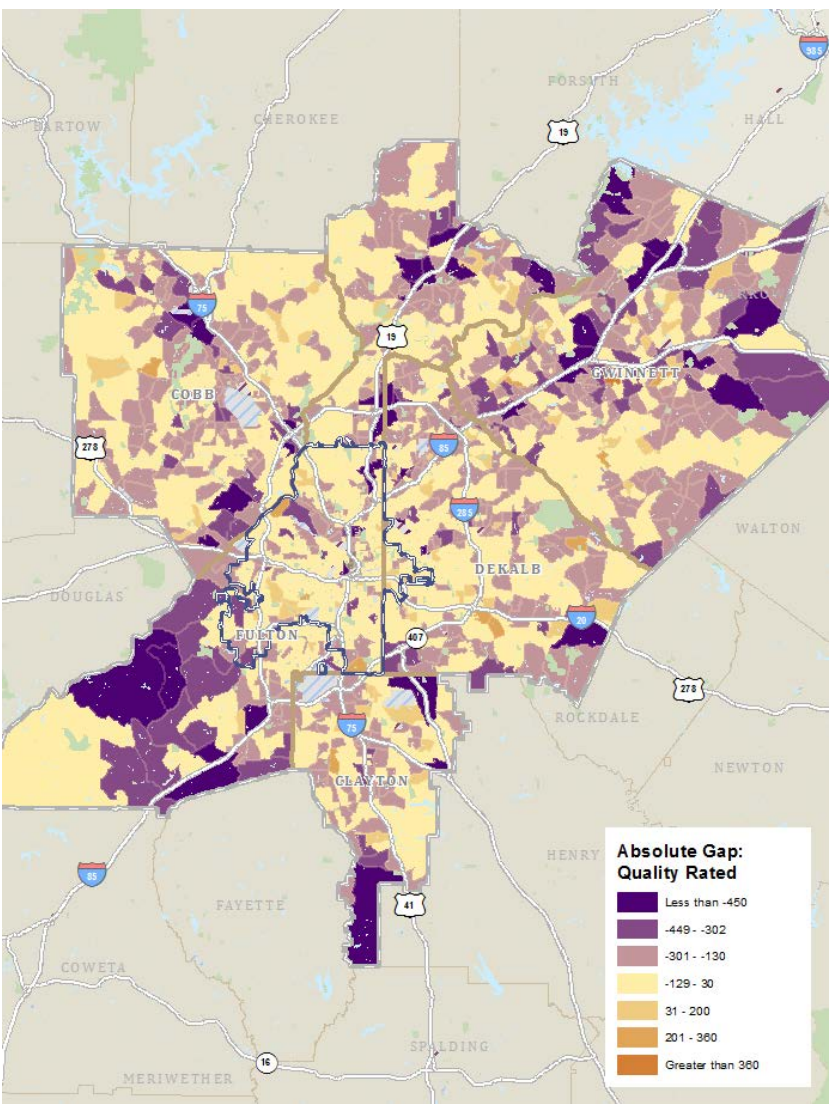 985
FORSYTH
19
HALL
BARTOW
CHEROKEE
75
19
COBB
GWINNETT
278
85
285
WALTON
DEKALB
DOUGLAS
20
FULTON
407
278
ROCKDALE
75
NEWTON
CLAYTON
HENRY
85
FAYETTE
41
COWETA
SPALDING
16
MERIWETHER
Absolute Gap:
Quality Rated
Less than -450
-449 - -302
-301 - -130
-129 - 30
31 - 200
201 - 360
Greater than 360